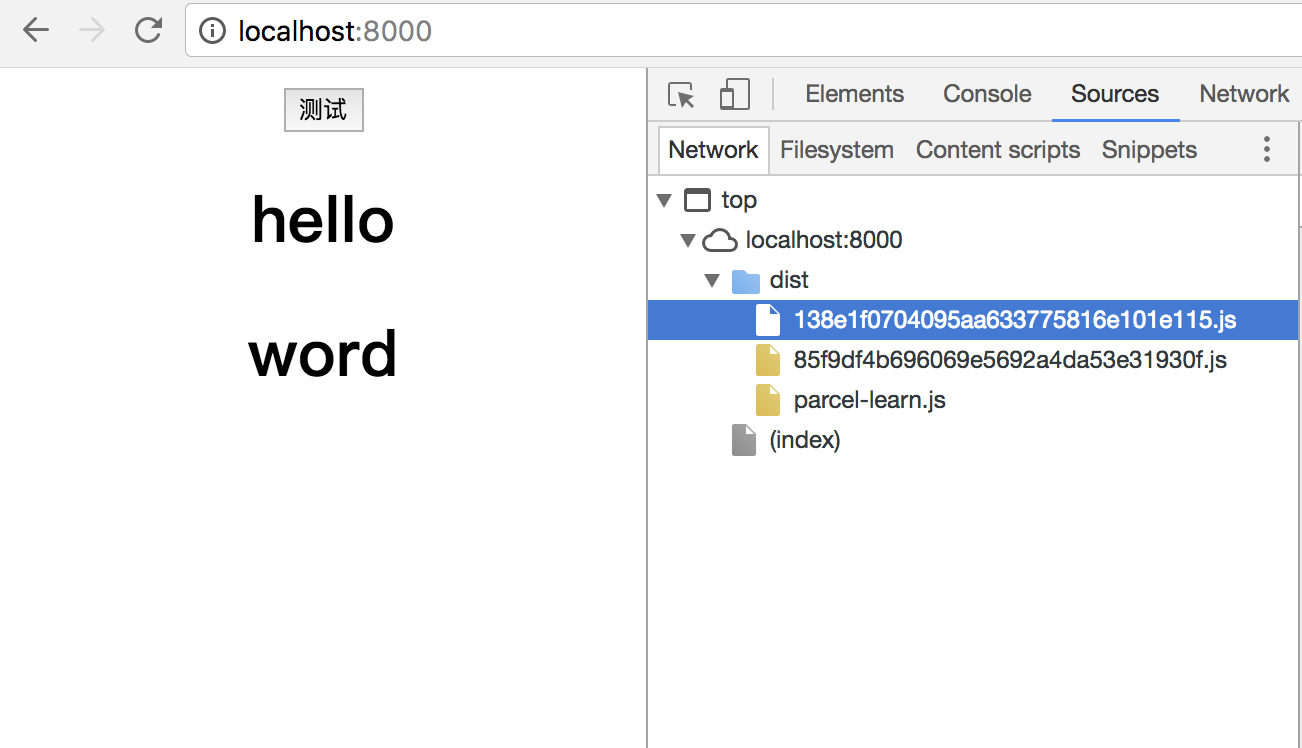 localhost:8000
测试
hello
word
Elements Console Sources Network
Network Filesystem Content scripts Snippets
top
localhost:8000
dist
138e1f0704095aa633775816e101e115.js
85f9df4b696069e5692a4da53e31930f.js
parcel-learn.js
(index)